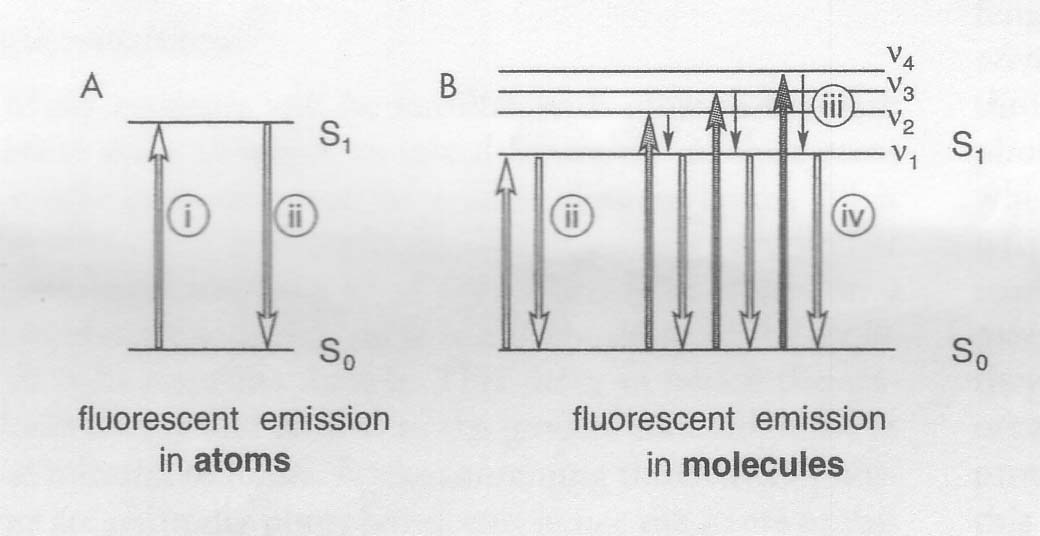 A
B
ν4
ν3
ν2
ν1
iii
S1
S1
i
ii
ii
iv
S0
S0
fluorescent emission
in atoms
fluorescent emission
in molecules